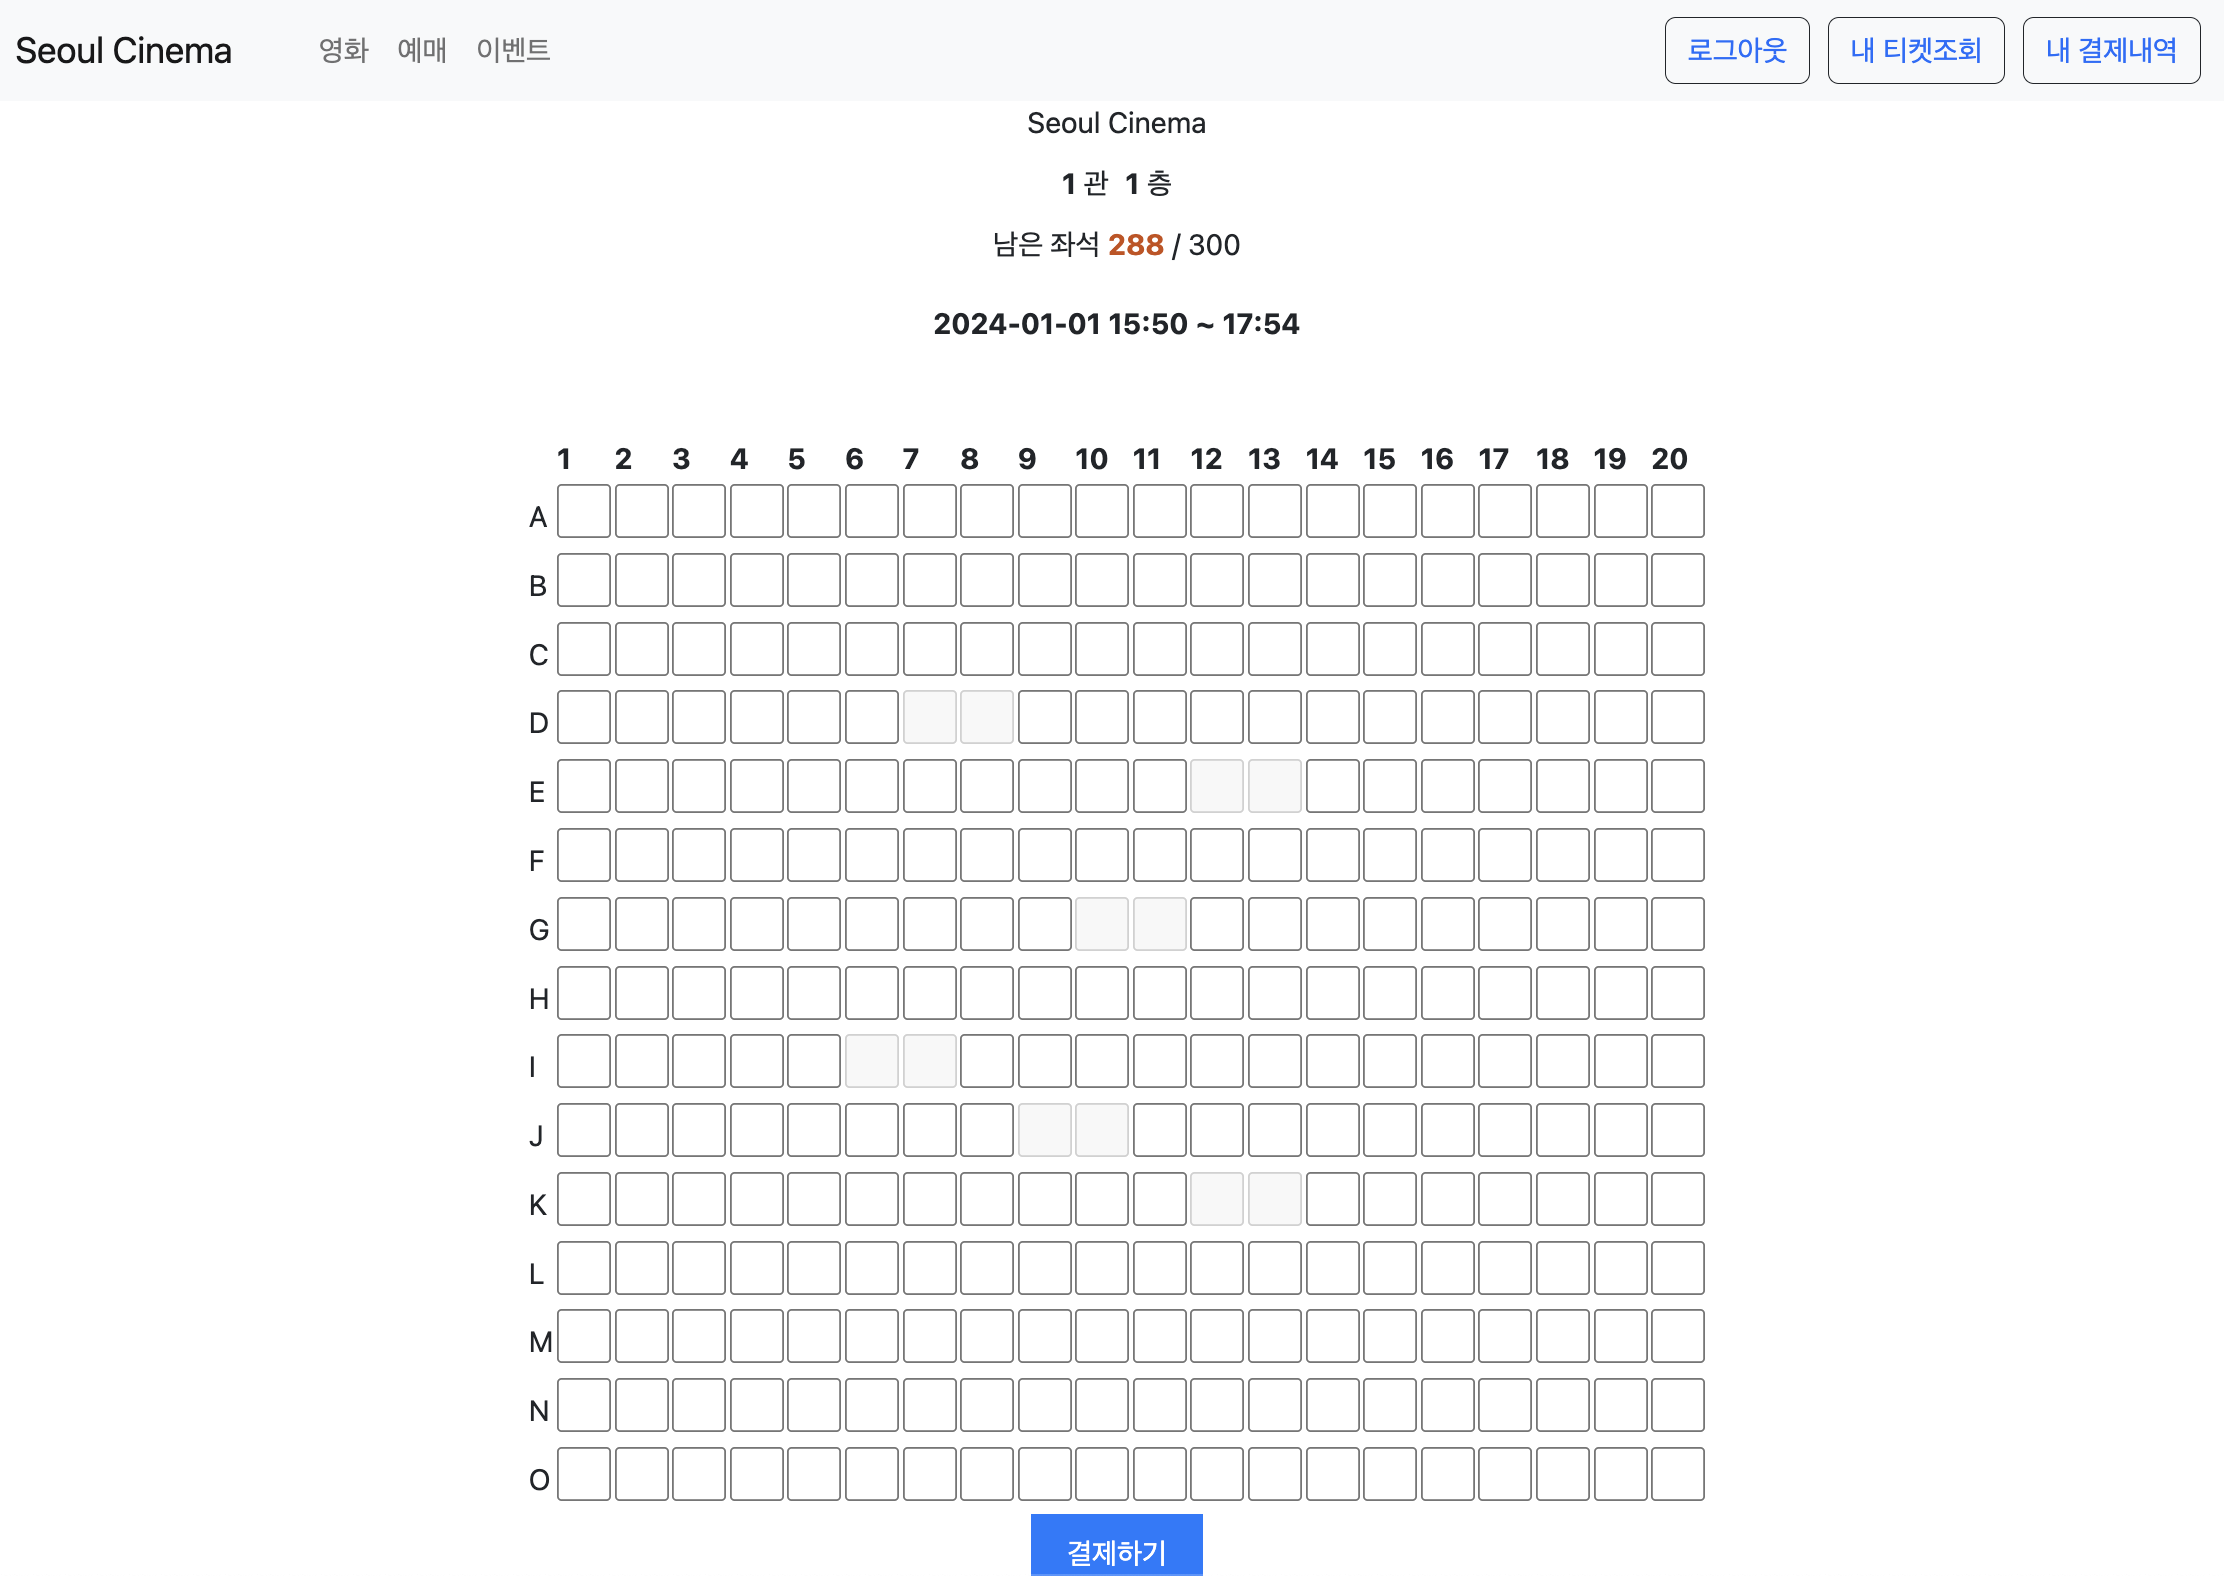 Seoul Cinema 영화 예매 이벤트 로그아웃 내 티켓조회 내 결제내역
Seoul Cinema
1 관 1 층
남은 좌석 288 / 300
2024-01-01 15:50 ~ 17:54
1 2 3 4 5 6 7 8 9 10 11 12 13 14 15 16 17 18 19 20
A
B
C
D
E
F
G
H
I
J
K
L
M
N
O
결제하기